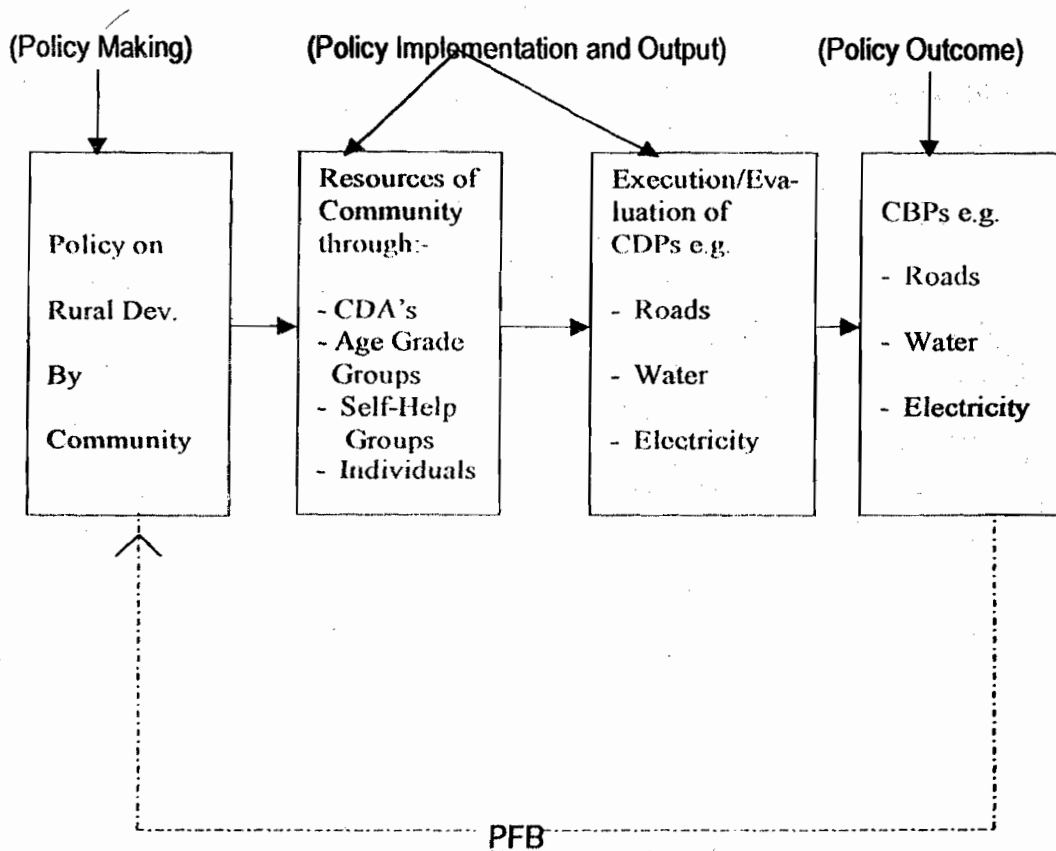 (Policy Making)
(Policy Implementation and Output)
(Policy Outcome)
Policy on
Rural Dev.
By
Community
Resources of
Community
through:-
- CDA's
- Age Grade
Groups
- Self-Help
Groups
- Individuals
Execution/Eva-
luation of
CDPs e.g.
- Roads
- Water
- Electricity
CBPs e.g.
- Roads
- Water
- Electricity
PFB